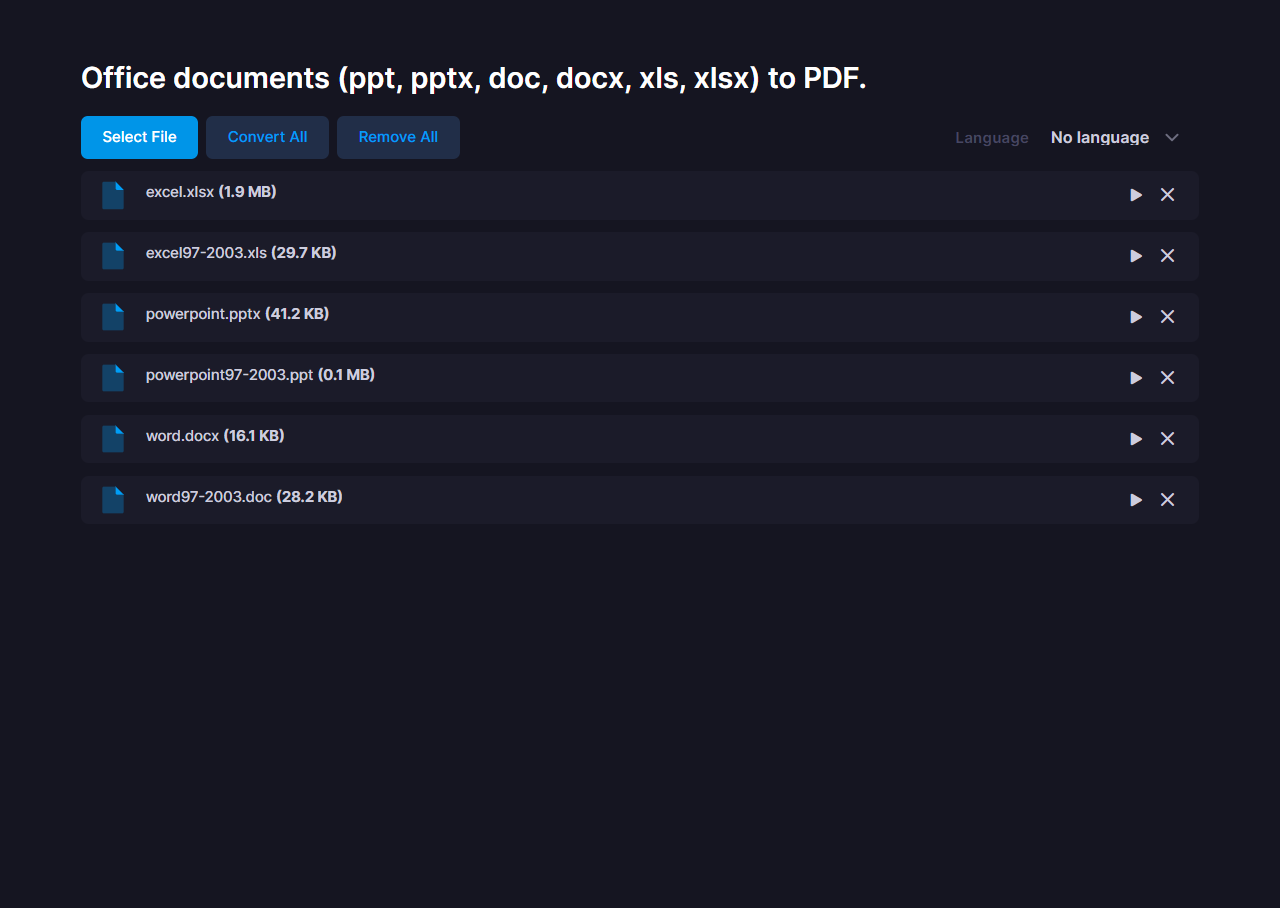 Office documents (ppt, pptx, doc, docx, xls, xlsx) to PDF.
Select File Convert All Remove All Language No language
excel.xlsx (1.9 MB)
excel97-2003.xls (29.7 KB)
powerpoint.pptx (41.2 KB)
powerpoint97-2003.ppt (0.1 MB)
word.docx (16.1 KB)
word97-2003.doc (28.2 KB)